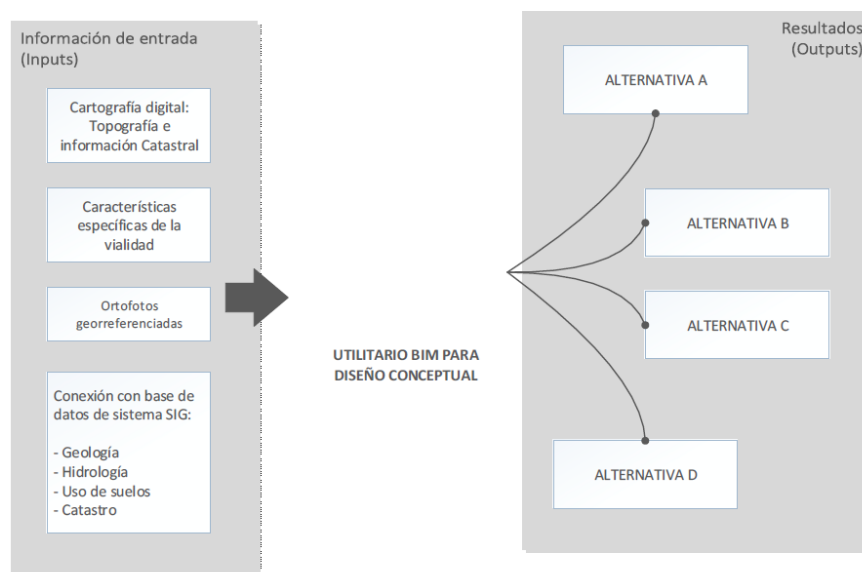 Información de entrada
(Inputs)
Cartografía digital:
Topografía e
información Catastral
Características
específicas de la
vialidad
Ortofotos
georreferenciadas
Conexión con base de
datos de sistema SIG:
- Geología
- Hidrología
- Uso de suelos
- Catastro
UTILITARIO BIM PARA
DISEÑO CONCEPTUAL
Resultados
(Outputs)
ALTERNATIVA A
ALTERNATIVA B
ALTERNATIVA C
ALTERNATIVA D